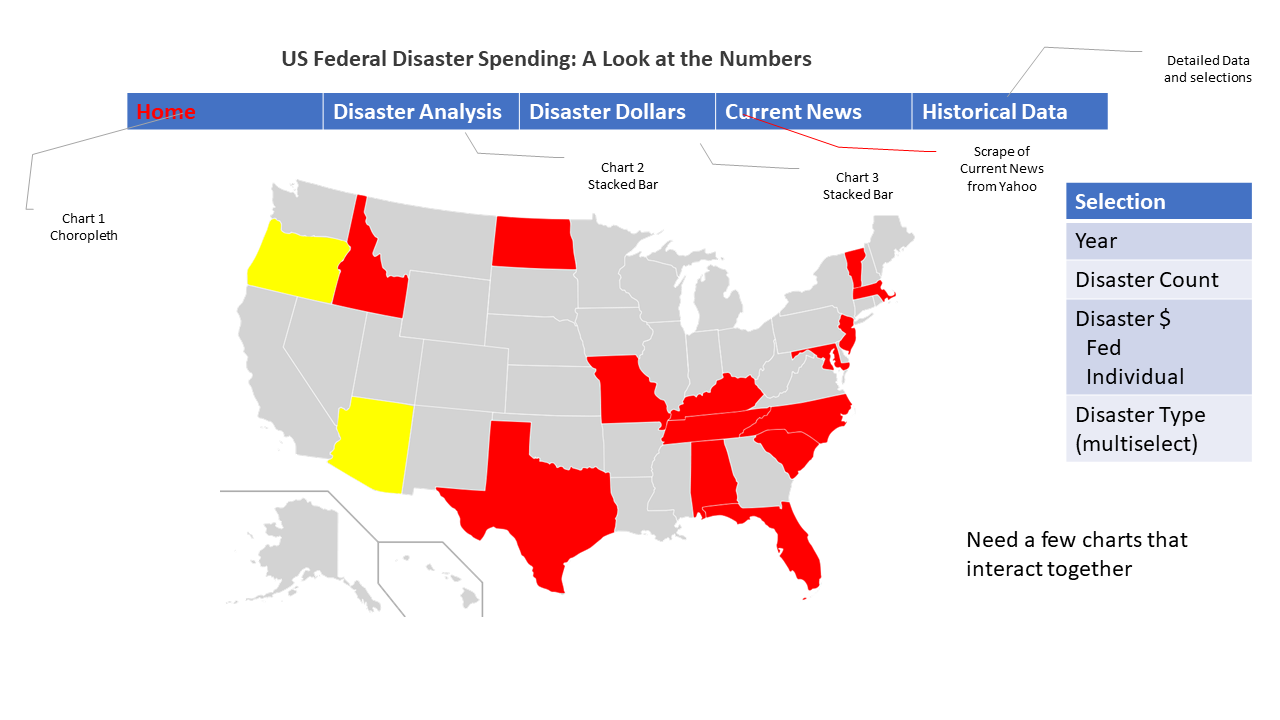 US Federal Disaster Spending: A Look at the Numbers
Detailed Data
and selections
Home
Disaster Analysis
Disaster Dollars
Current News
Historical Data
Chart 1
Choropleth
Chart 2
Stacked Bar
Chart 3
Stacked Bar
Scrape of
Current News
from Yahoo
Selection
Year
Disaster Count
Disaster $
Fed
Individual
Disaster Type
(multiselect)
Need a few charts that
interact together